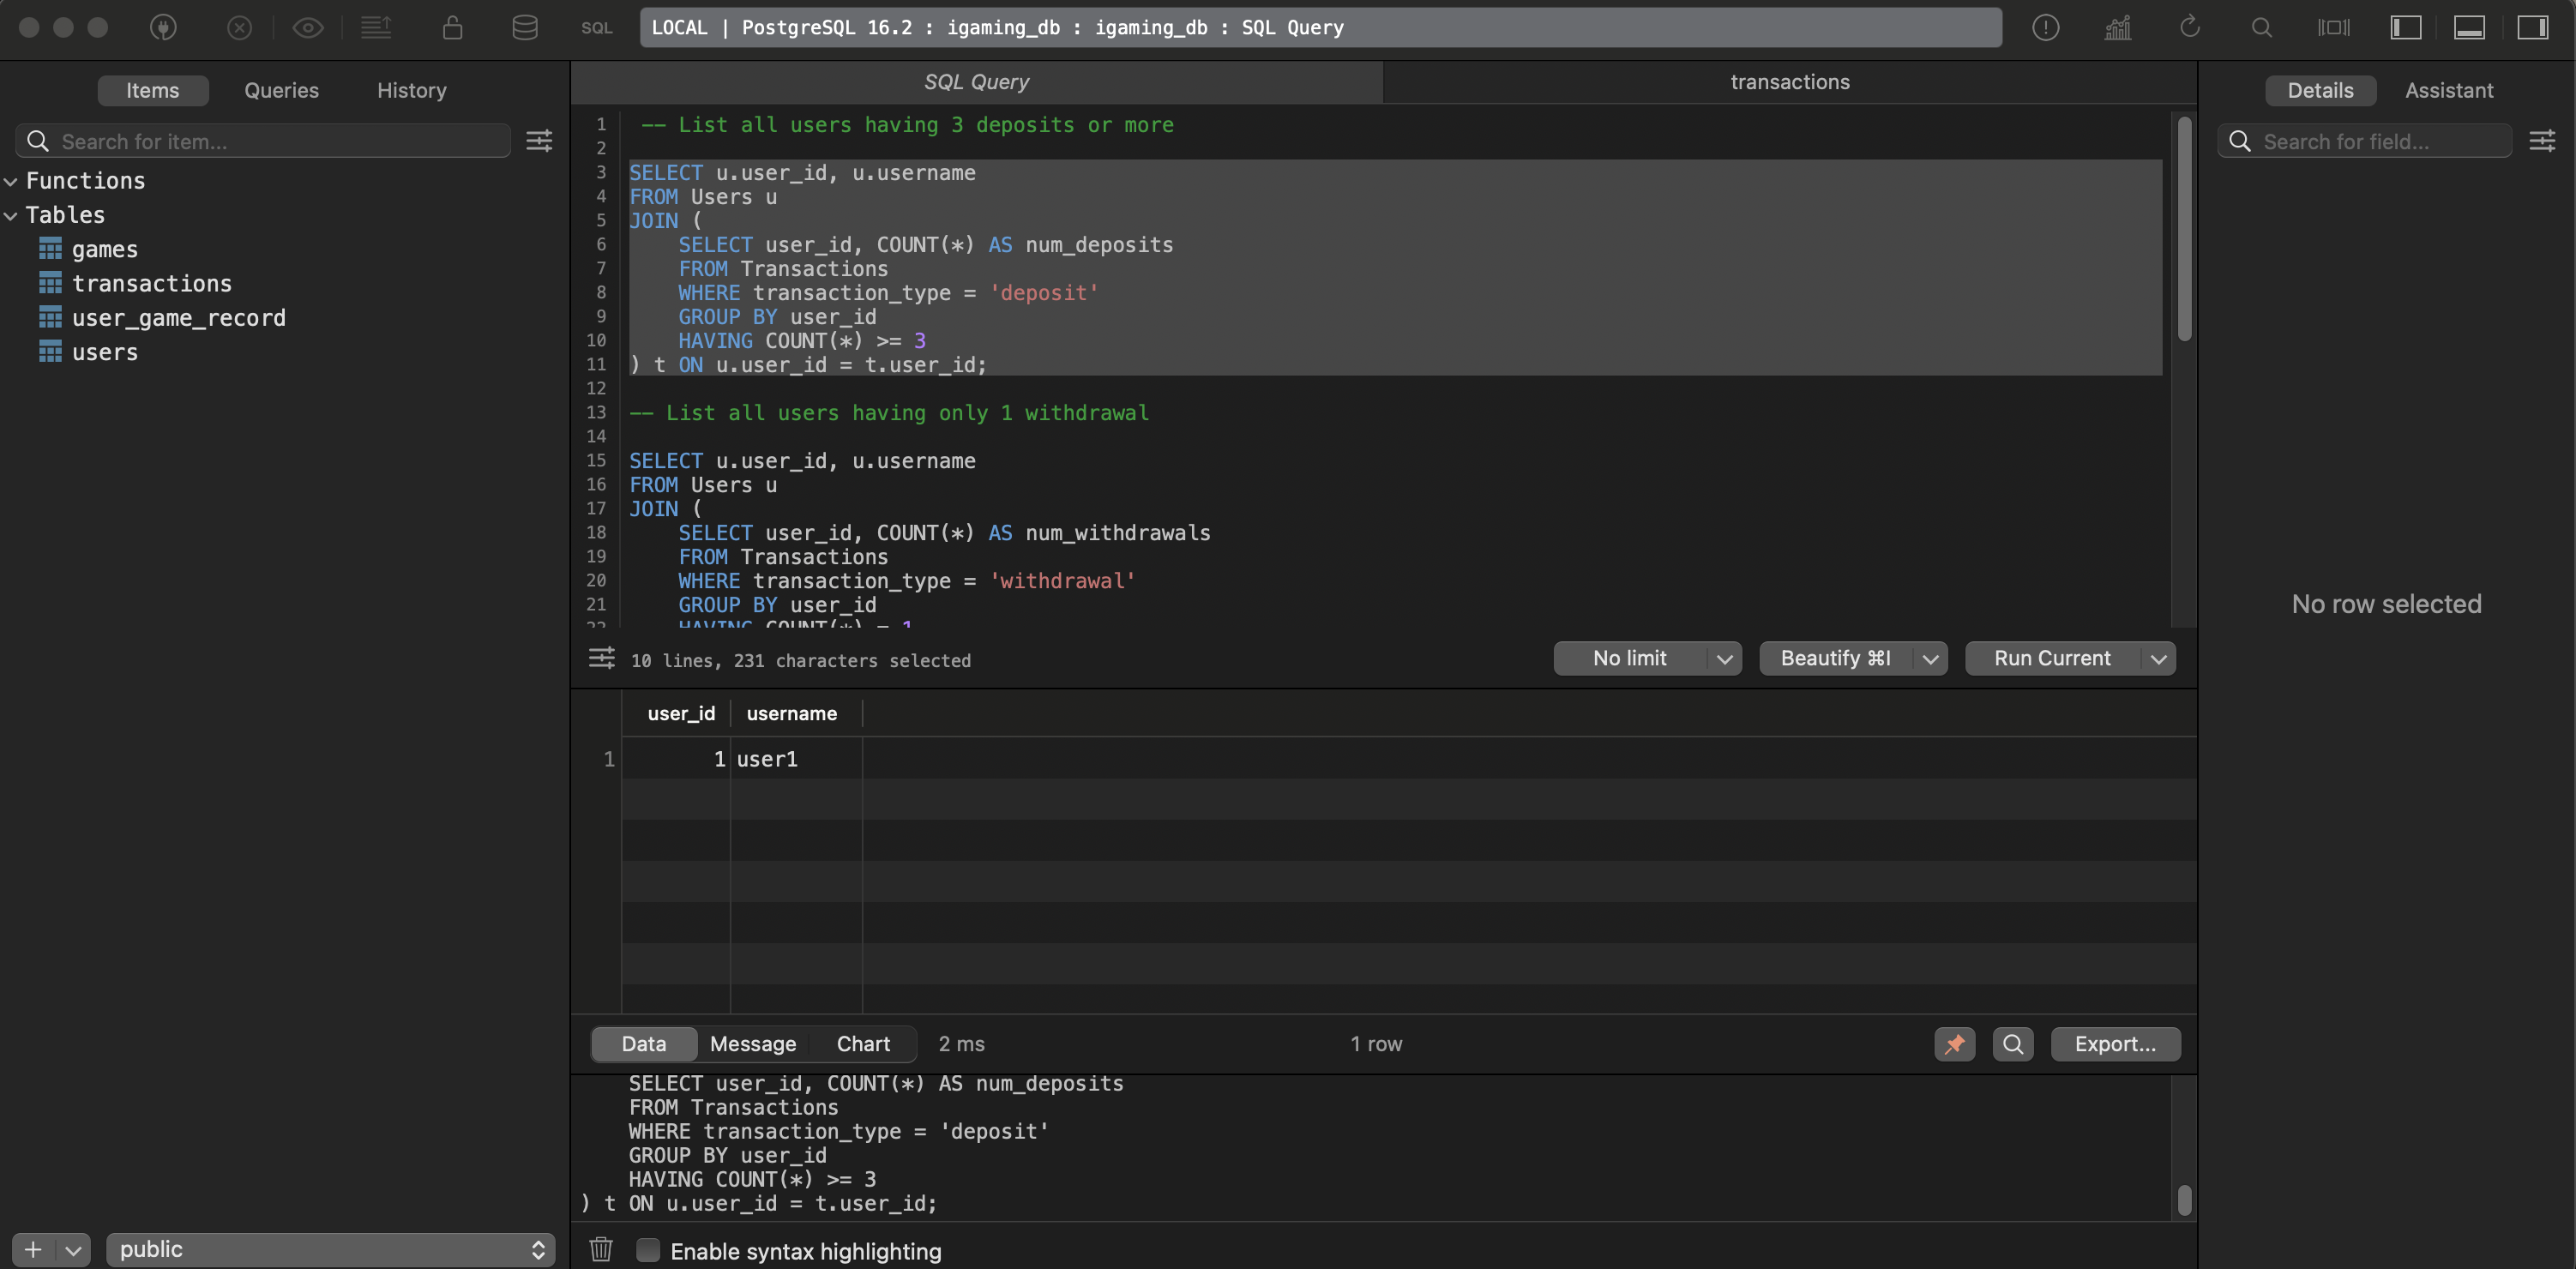 SQL
LOCAL | PostgreSQL 16.2 : igaming_db : igaming_db : SQL Query
Items
Queries
History
Search for item...
Functions
Tables
games
transactions
user_game_record
users
public
SQL Query
transactions
1 -- List all users having 3 deposits or more
2
3 SELECT u.user_id, u.username
4 FROM Users u
5 JOIN (
6 SELECT user_id, COUNT(*) AS num_deposits
7 FROM Transactions
8 WHERE transaction_type = 'deposit'
9 GROUP BY user_id
10 HAVING COUNT(*) >= 3
11 ) t ON u.user_id = t.user_id;
12
13 -- List all users having only 1 withdrawal
14
15 SELECT u.user_id, u.username
16 FROM Users u
17 JOIN (
18 SELECT user_id, COUNT(*) AS num_withdrawals
19 FROM Transactions
20 WHERE transaction_type = 'withdrawal'
21 GROUP BY user_id
22 HAVING COUNT(*) = 1
10 lines, 231 characters selected
No limit
Beautify ⌘I
Run Current
user_id username
1 1 user1
Data
Message
Chart
2 ms
1 row
Export...
SELECT user_id, COUNT(*) AS num_deposits
FROM Transactions
WHERE transaction_type = 'deposit'
GROUP BY user_id
HAVING COUNT(*) >= 3
) t ON u.user_id = t.user_id;
Enable syntax highlighting
Details
Assistant
Search for field...
No row selected